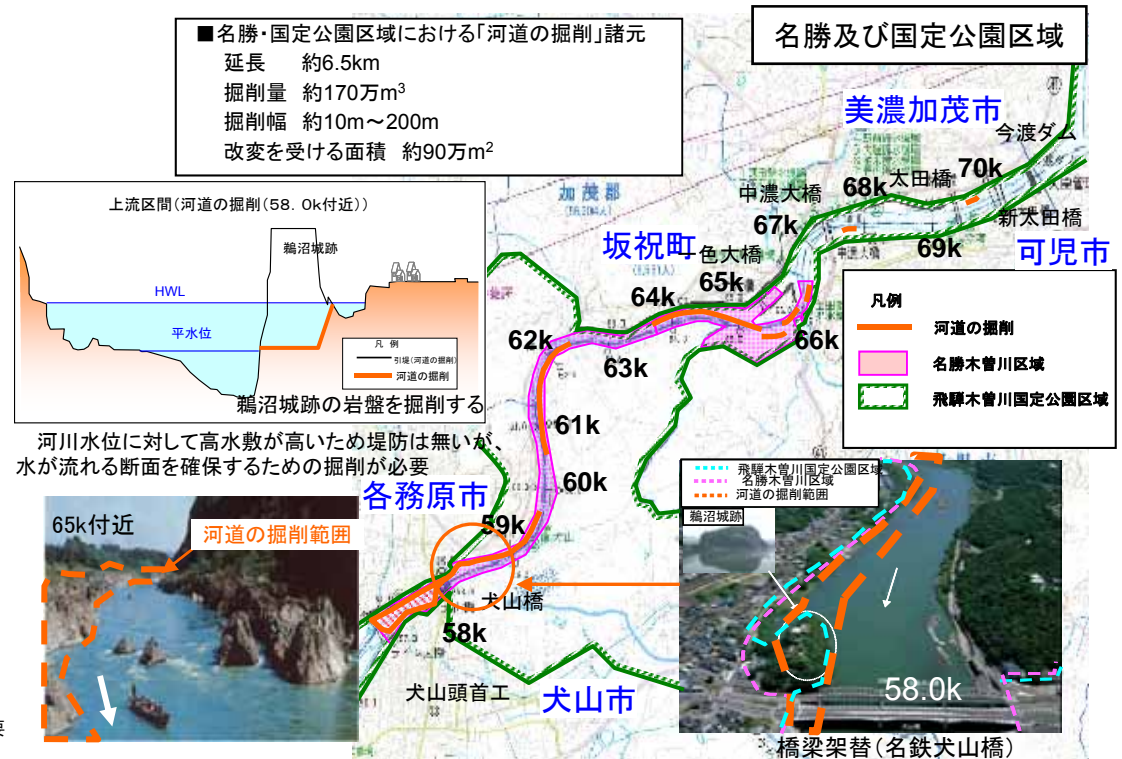 ■名勝・国定公園区域における「河道の掘削」諸元
延長　約6.5km
掘削量　約170万m³
掘削幅　約10m～200m
改変を受ける面積　約90万m²
名勝及び国定公園区域
上流区間(河道の掘削(58．0k付近))
鵜沼城跡
HWL
平水位
凡 例
引堤(河道の掘削)
河道の掘削
鵜沼城跡の岩盤を掘削する
河川水位に対して高水敷が高いため堤防は無いが、
水が流れる断面を確保するための掘削が必要
65k付近
河道の掘削範囲
美濃加茂市
今渡ダム
70k
太田橋
68k
中濃大橋
67k
新太田橋
69k
可児市
加茂郡
坂祝町
一色大橋
65k
64k
66k
62k
63k
61k
60k
各務原市
59k
犬山橋
58k
犬山頭首工
犬山市
凡例
河道の掘削
名勝木曽川区域
飛騨木曽川国定公園区域
飛騨木曽川国定公園区域
名勝木曽川区域
河道の掘削範囲
鵜沼城跡
58.0k
橋梁架替(名鉄犬山橋)
要